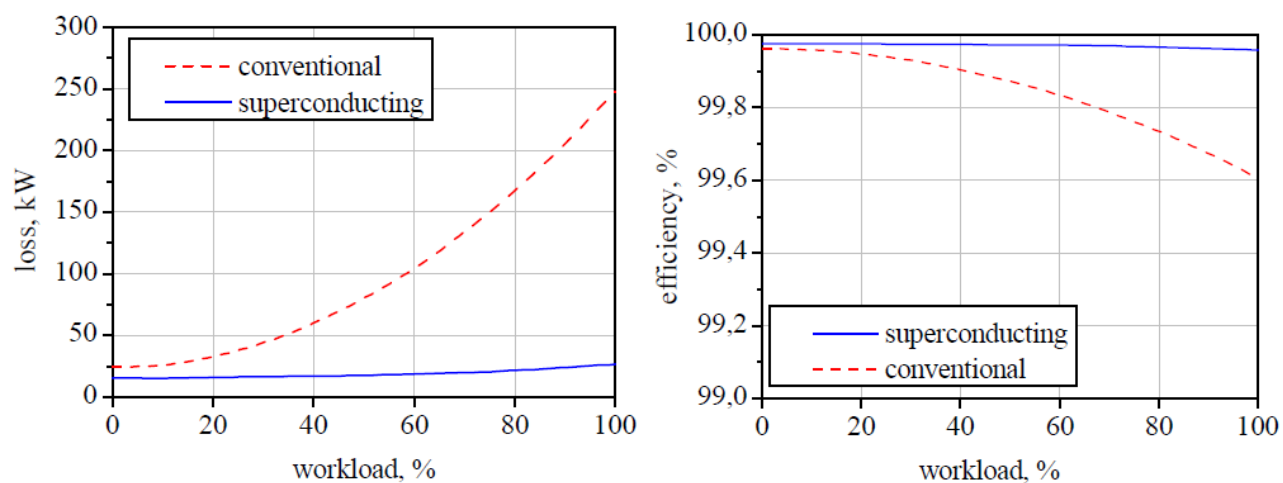 300
250
200
150
100
50
0
loss, kW
conventional
superconducting
0 20 40 60 80 100
workload, %
100,0
99,8
99,6
99,4
99,2
99,0
efficiency, %
superconducting
conventional
0 20 40 60 80 100
workload, %